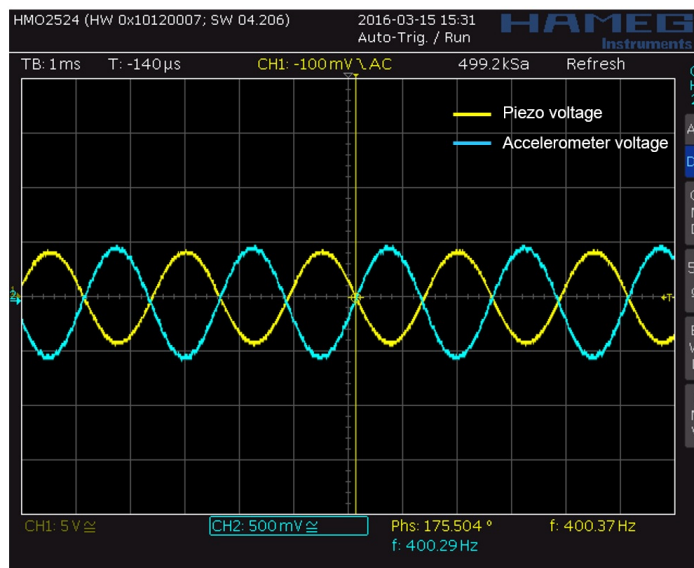 HMO2524 (HW 0x10120007; SW 04.206)
2016-03-15 15:31
HAMEG
Auto-Trig. / Run
Instruments
TB: 1ms T: -140µs CH1: -100mV AC 499.2kSa Refresh
Piezo voltage
Accelerometer voltage
2
T
CH1: 5V≅ CH2: 500mV≅ Phs: 175.504 ° f: 400.37Hz
f: 400.29Hz